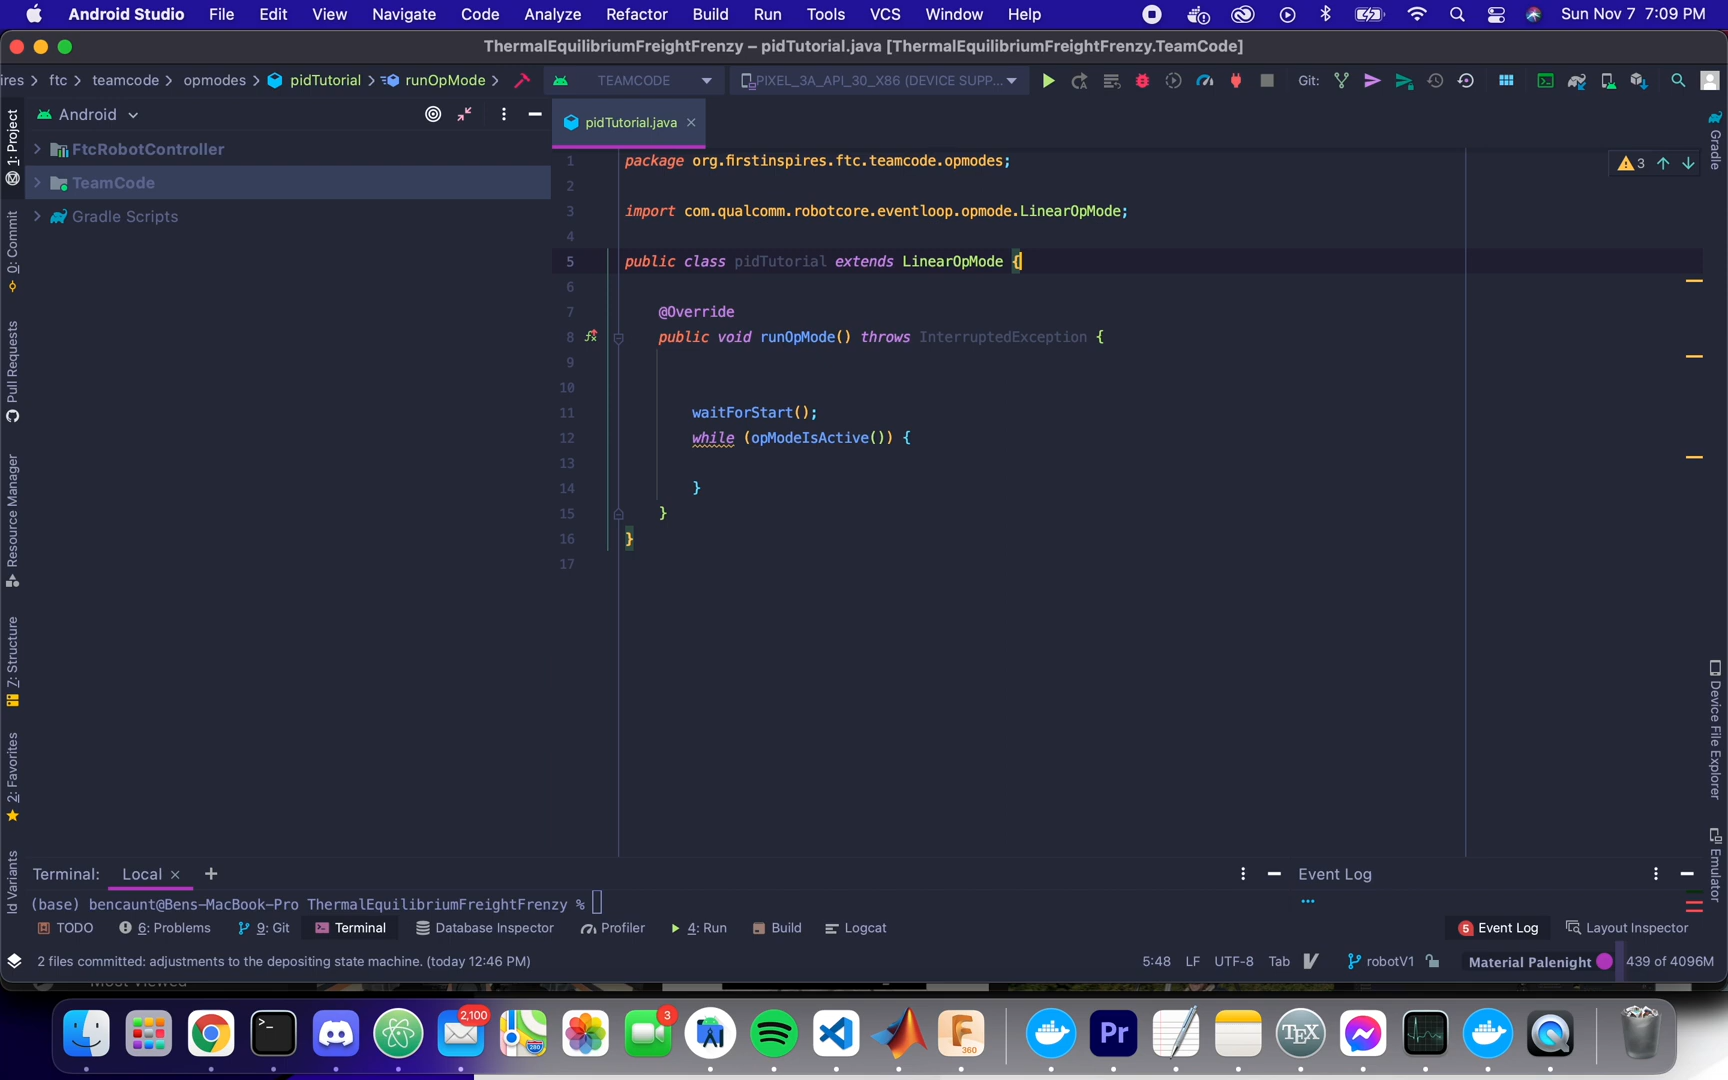 Android Studio File Edit View Navigate Code Analyze Refactor Build Run Tools VCS Window Help Sun Nov 7 7:09 PM
ThermalEquilibriumFreightFrenzy – pidTutorial.java [ThermalEquilibriumFreightFrenzy.TeamCode]
ires ftc teamcode opmodes pidTutorial runOpMode TEAMCODE PIXEL_3A_API_30_X86 (DEVICE SUPP... Git:
Android
FtcRobotController
TeamCode
Gradle Scripts
1: Project
0: Commit
Pull Requests
Resource Manager
7: Structure
2: Favorites
ld Variants
pidTutorial.java
3
1 package org.firstinspires.ftc.teamcode.opmodes;
2
3 import com.qualcomm.robotcore.eventloop.opmode.LinearOpMode;
4
5 public class pidTutorial extends LinearOpMode {
6
7 @Override
8 public void runOpMode() throws InterruptedException {
9
10
11 waitForStart();
12 while (opModeIsActive()) {
13
14 }
15 }
16 }
17
Gradle
Device File Explorer
Emulator
Terminal: Local +
Event Log
(base) bencaunt@Bens-MacBook-Pro ThermalEquilibriumFreightFrenzy %
TODO 6: Problems 9: Git Terminal Database Inspector Profiler 4: Run Build Logcat 5 Event Log Layout Inspector
2 files committed: adjustments to the depositing state machine. (today 12:46 PM) 5:48 LF UTF-8 Tab robotV1 Material Palenight 439 of 4096M
2,100
280
3
360
Pr
TEX